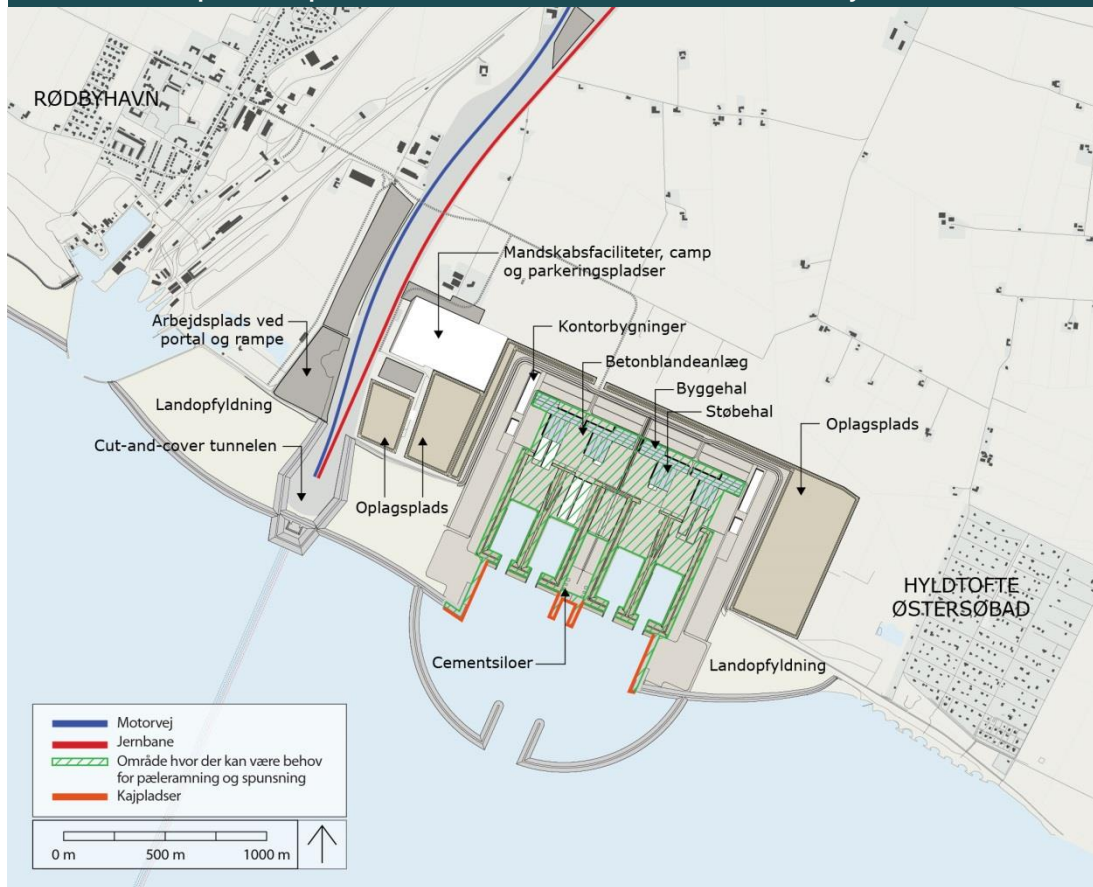 RØDBYHAVN
Mandskabsfaciliteter, camp
og parkeringspladser
Kontorbygninger
Arbejdsplads ved
portal og rampe
Betonblandeanlæg
Byggehal
Støbehal
Landopfyldning
Oplagsplads
Cut-and-cover tunnelen
Oplagsplads
HYLDTOFTE
ØSTERSØBAD
Cementsiloer
Landopfyldning
Motorvej
Jernbane
Område hvor der kan være behov
for pæleramning og spunsning
Kajpladser
0 m 500 m 1000 m